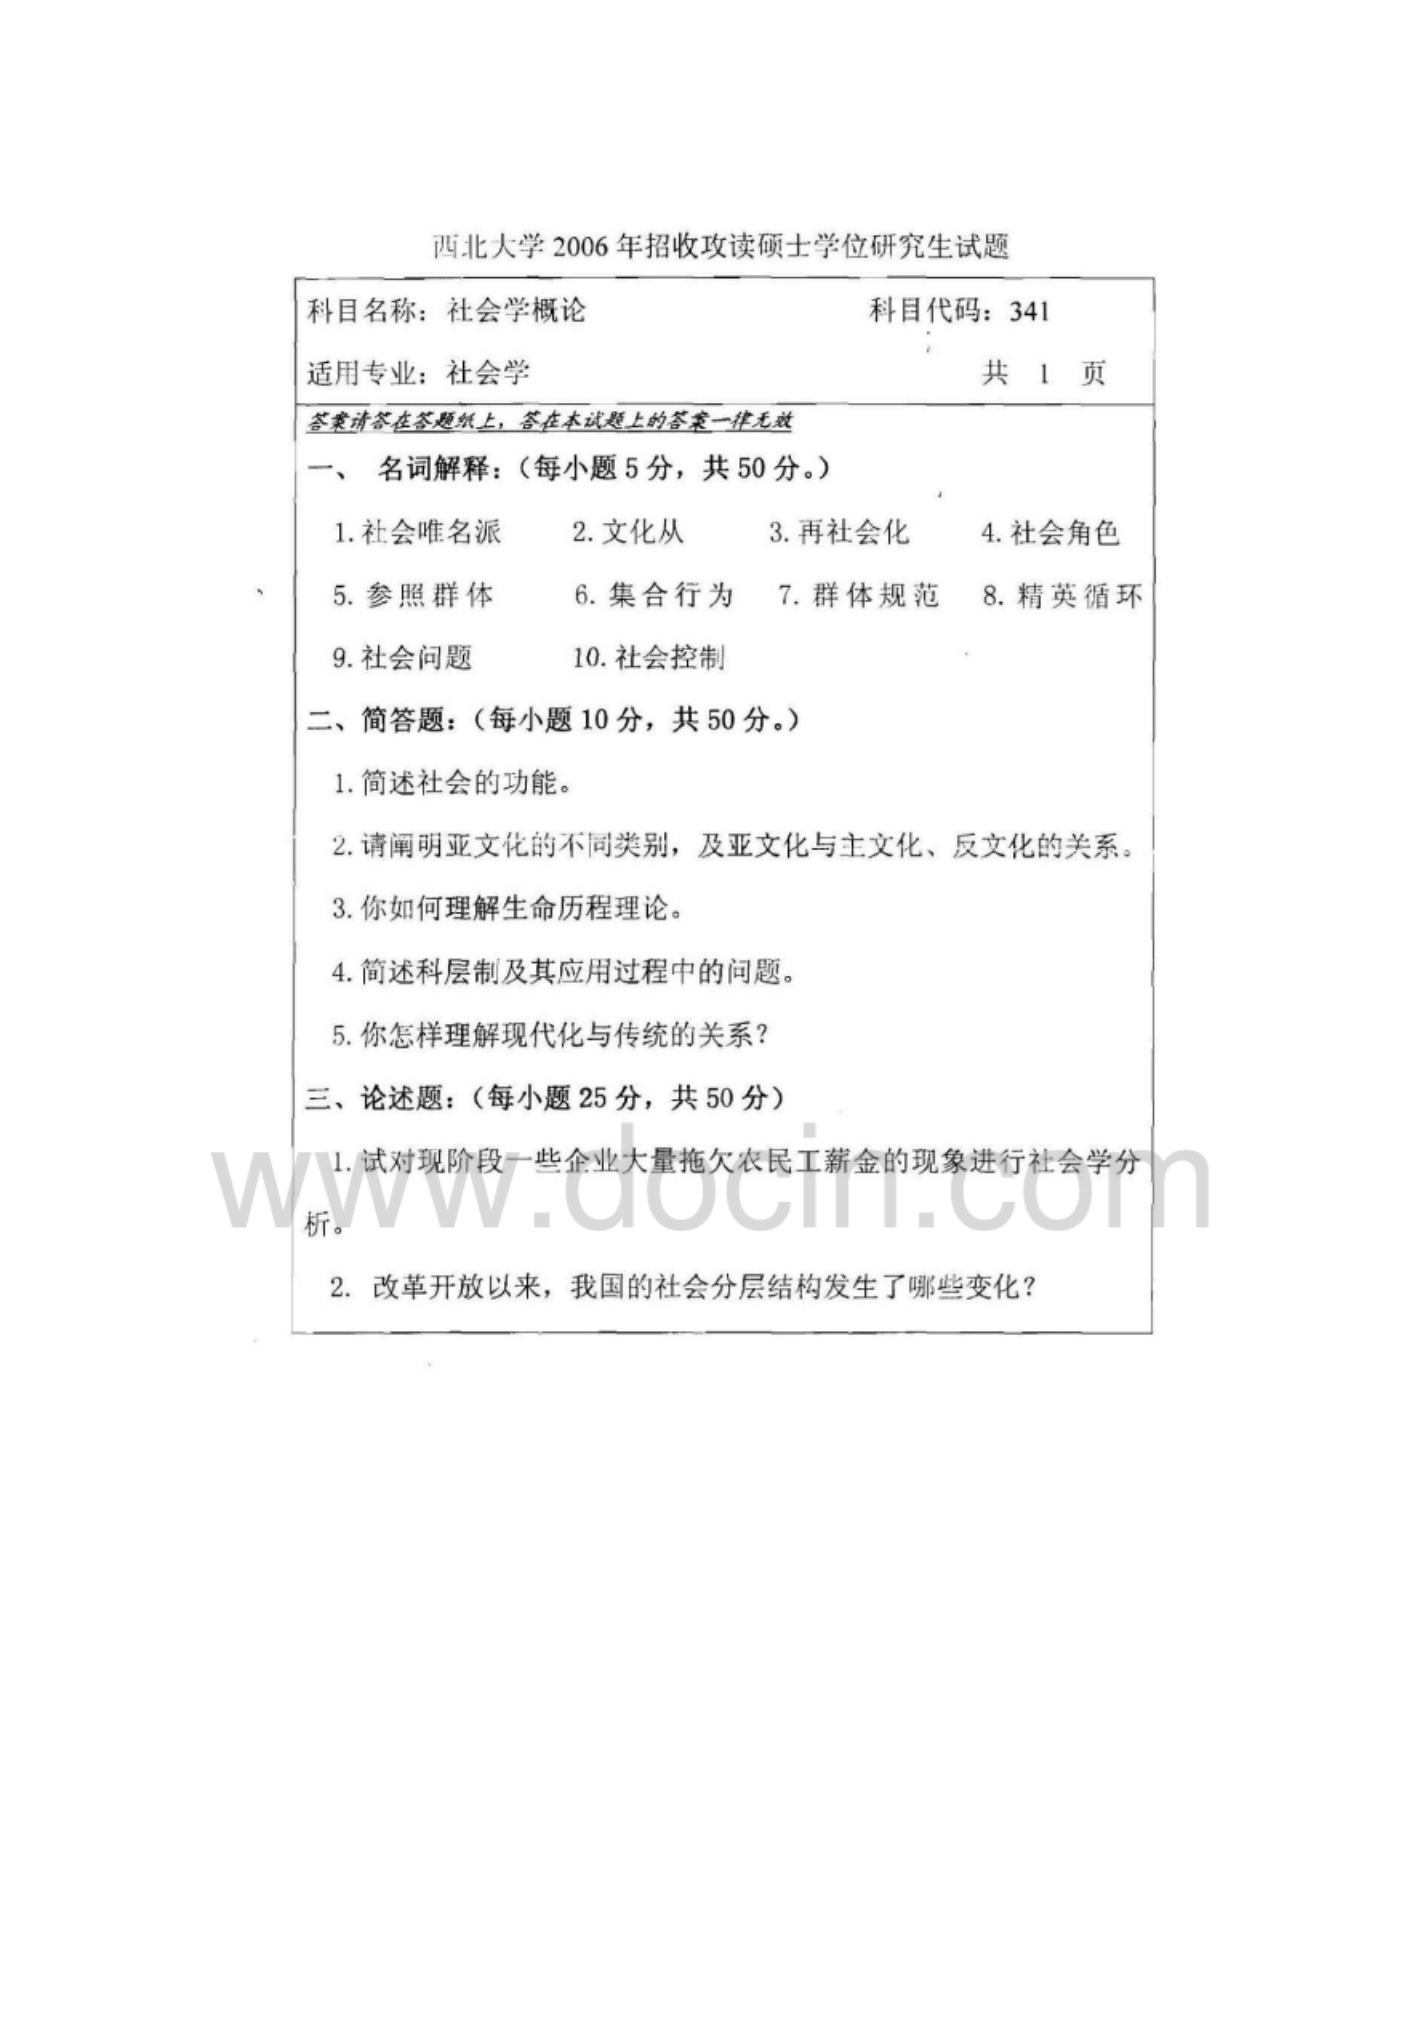 西北大学 2006 年招收攻读硕士学位研究生试题
科目名称：社会学概论 科目代码：341
适用专业：社会学 共 1 页
答案请答在答题纸上，答在本试题上的答案一律无效
一、 名词解释：（每小题 5 分，共 50 分。）
1. 社会唯名派 2. 文化从 3. 再社会化 4. 社会角色
5. 参照群体 6. 集合行为 7. 群体规范 8. 精英循环
9. 社会问题 10. 社会控制
二、简答题：（每小题 10 分，共 50 分。）
1. 简述社会的功能。
2. 请阐明亚文化的不同类别，及亚文化与主文化、反文化的关系。
3. 你如何理解生命历程理论。
4. 简述科层制及其应用过程中的问题。
5. 你怎样理解现代化与传统的关系？
三、论述题：（每小题 25 分，共 50 分）
1. 试对现阶段一些企业大量拖欠农民工薪金的现象进行社会学分
析。
www.docin.com
2. 改革开放以来，我国的社会分层结构发生了哪些变化？